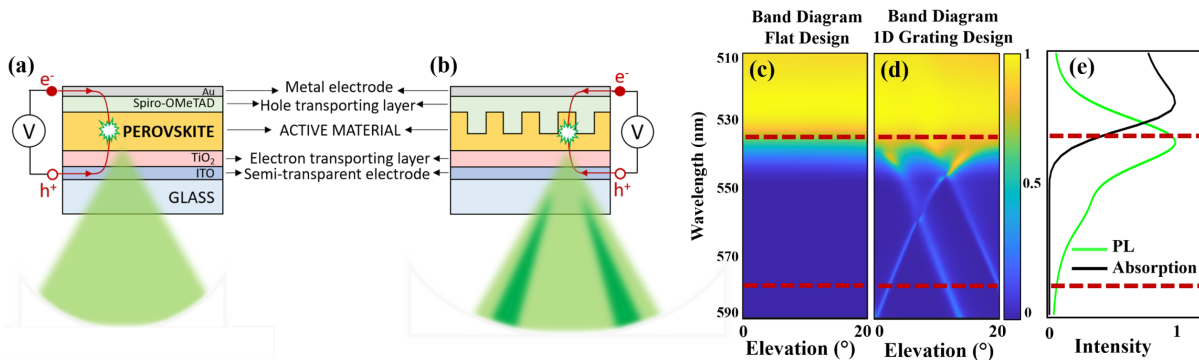 (a)
e-
Au
Spiro-OMeTAD
PEROVSKITE
TiO2
ITO
GLASS
V
h+
Metal electrode
Hole transporting layer
ACTIVE MATERIAL
Electron transporting layer
Semi-transparent electrode
(b)
e-
V
h+
Band Diagram
Flat Design
Band Diagram
1D Grating Design
(c)
(d)
(e)
Wavelength (nm)
510
530
550
570
590
0
20
Elevation (°)
0
20
Elevation (°)
1
0.5
0
PL
Absorption
0
1
Intensity